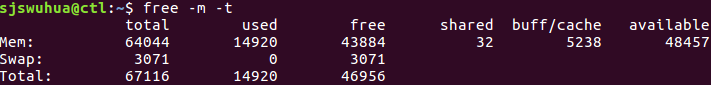 sjswuhua@ctl:~$ free -m -t
              total        used        free      shared  buff/cache   available
Mem:          64044       14920       43884          32        5238       48457
Swap:          3071           0        3071
Total:        67116       14920       46956